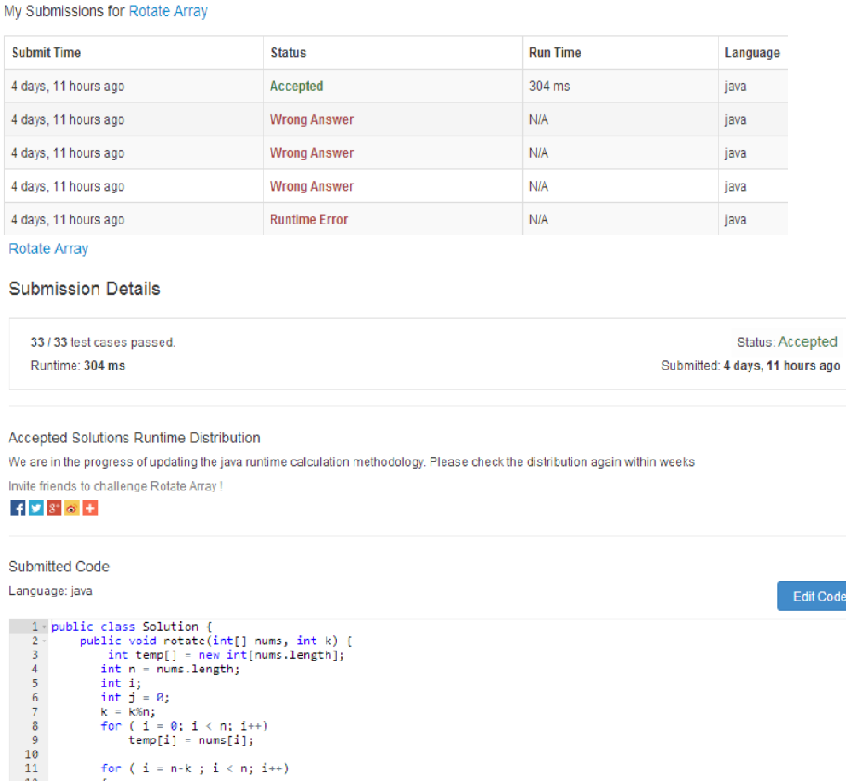 My Submissions for Rotate Array
Submit Time Status Run Time Language
4 days, 11 hours ago Accepted 304 ms java
4 days, 11 hours ago Wrong Answer N/A java
4 days, 11 hours ago Wrong Answer N/A java
4 days, 11 hours ago Wrong Answer N/A java
4 days, 11 hours ago Runtime Error N/A java
Rotate Array
Submission Details
33 / 33 test cases passed. Status: Accepted
Runtime: 304 ms Submitted: 4 days, 11 hours ago
Accepted Solutions Runtime Distribution
We are in the progress of updating the java runtime calculation methodology. Please check the distribution again within weeks
Invite friends to challenge Rotate Array !
Submitted Code
Language: java
Edit Code
1 public class Solution {
2 public void rotate(int[] nums, int k) {
3 int temp[] = new int[nums.length];
4 int n = nums.length;
5 int i;
6 int j = 0;
7 k = k%n;
8 for ( i = 0; i < n; i++)
9 temp[i] = nums[i];
10
11 for ( i = n-k ; i < n; i++)